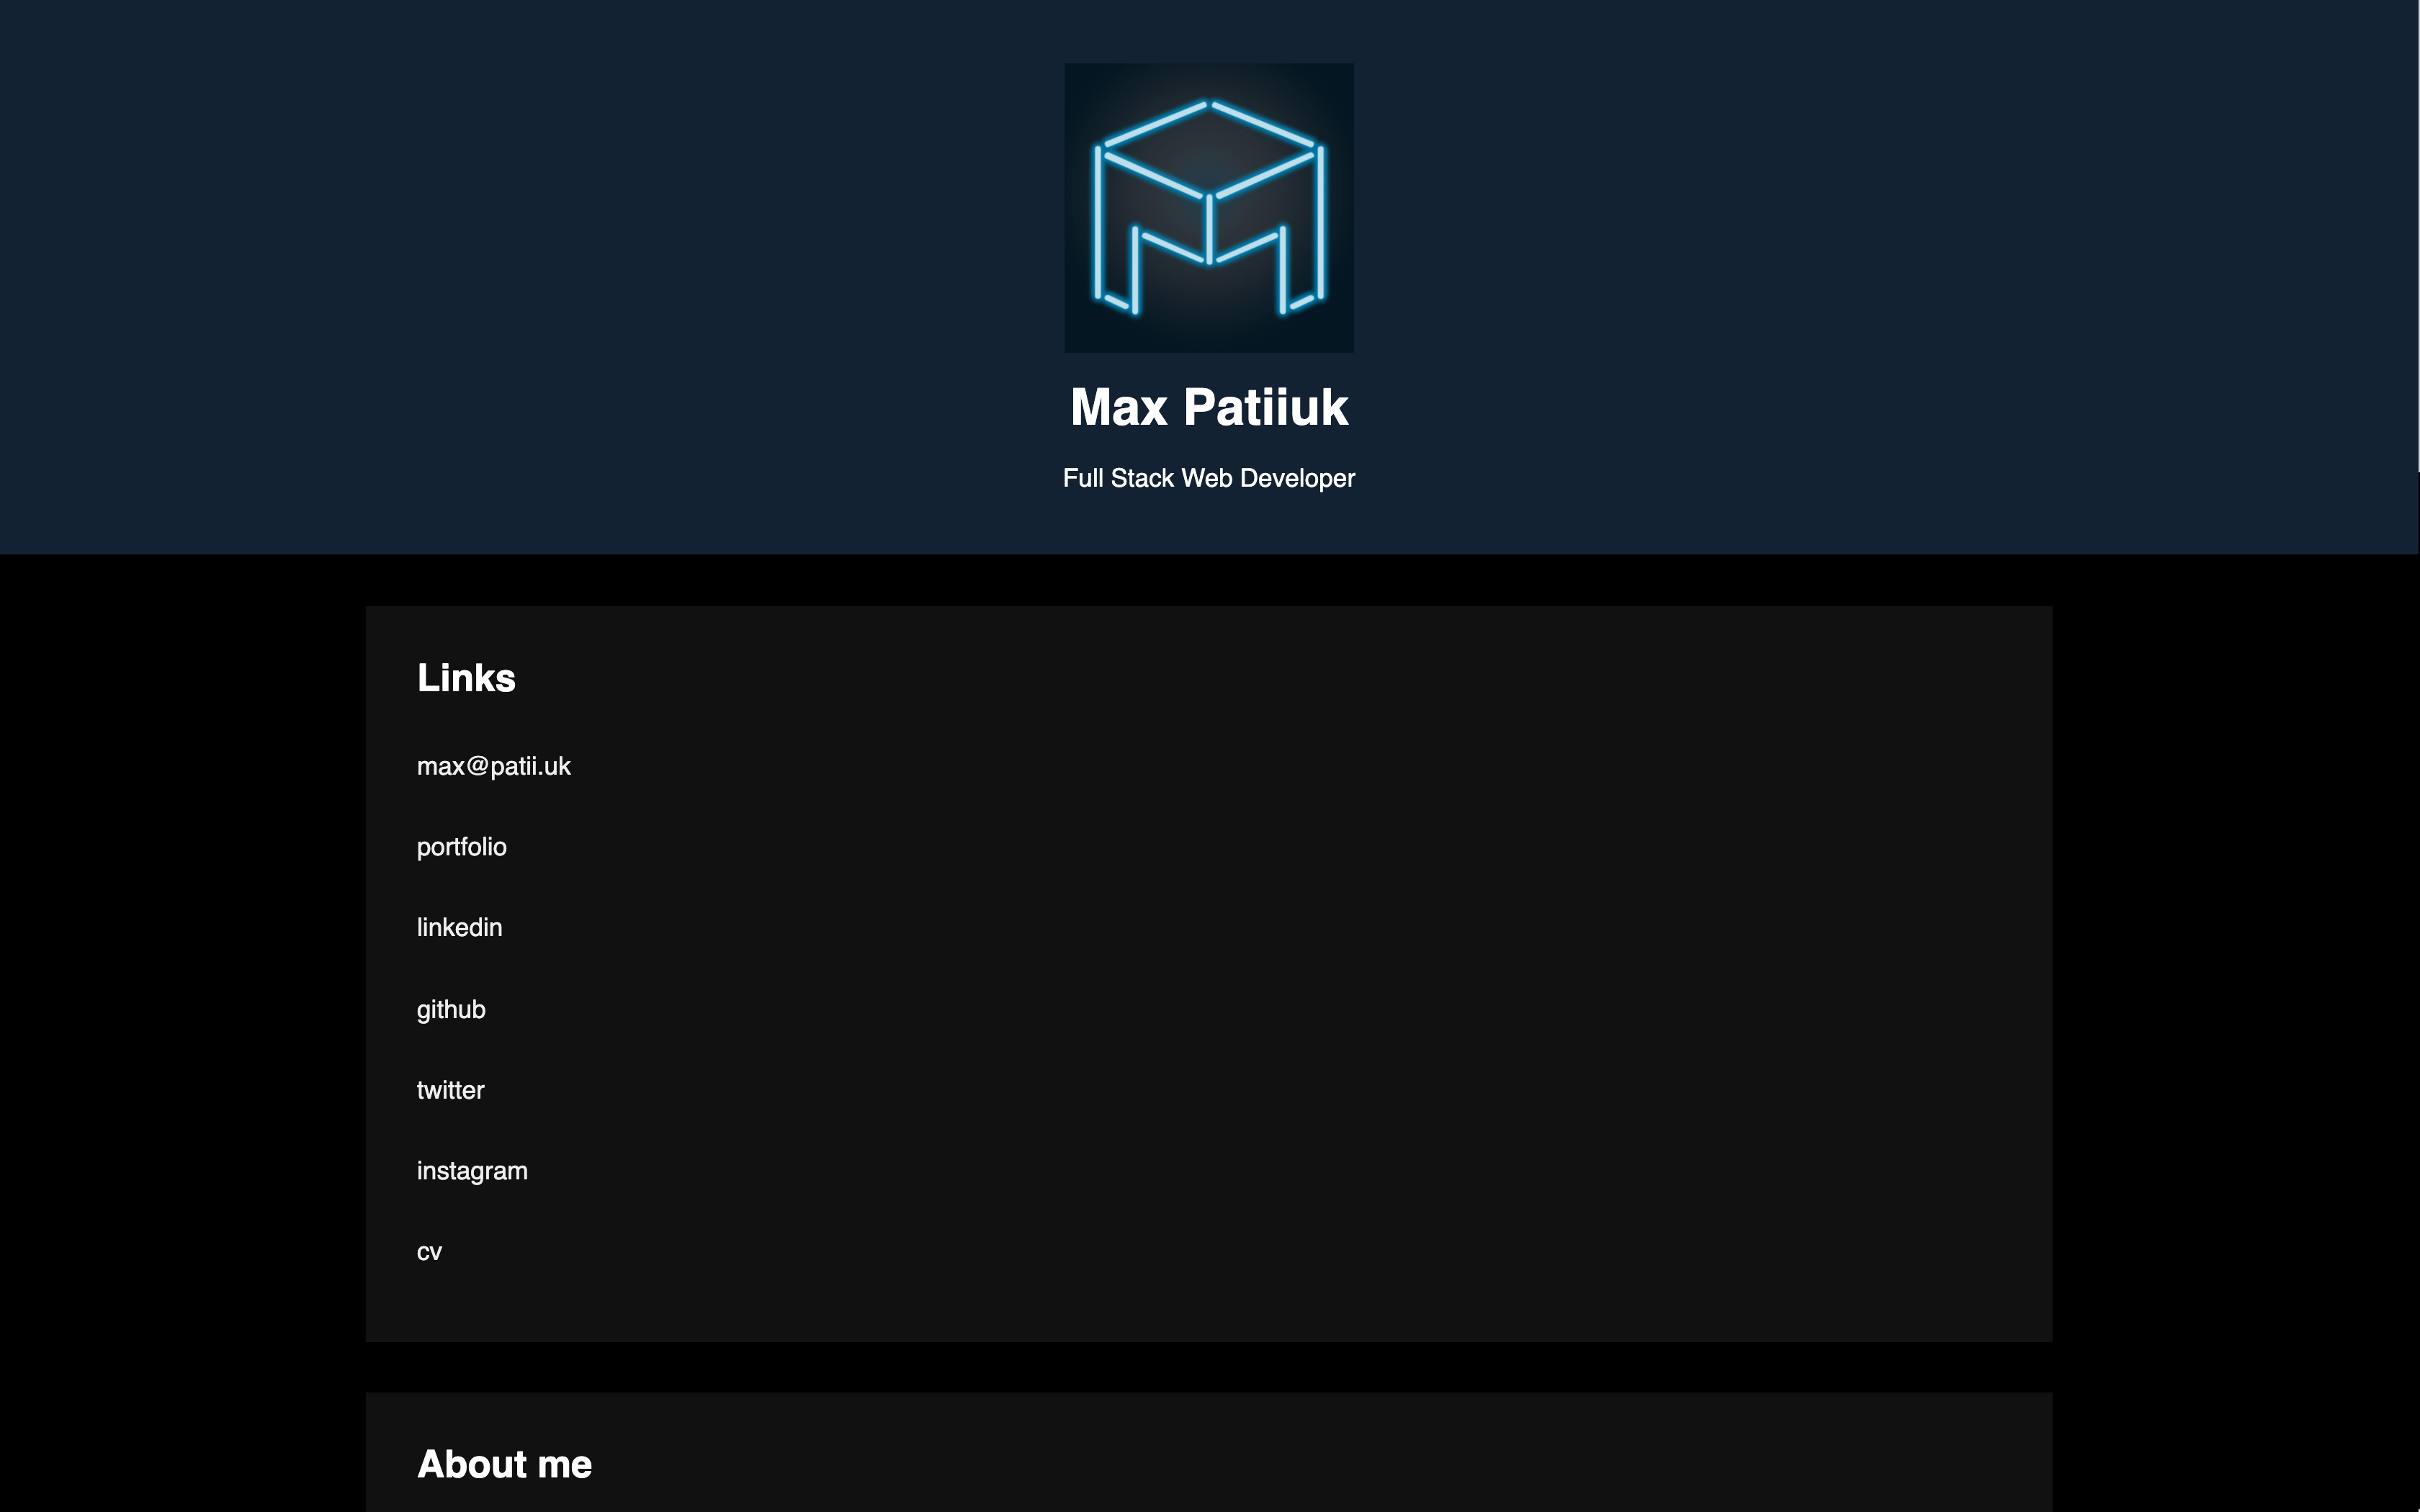 Max Patiiuk
Full Stack Web Developer
Links
max@patii.uk
portfolio
linkedin
github
twitter
instagram
cv
About me